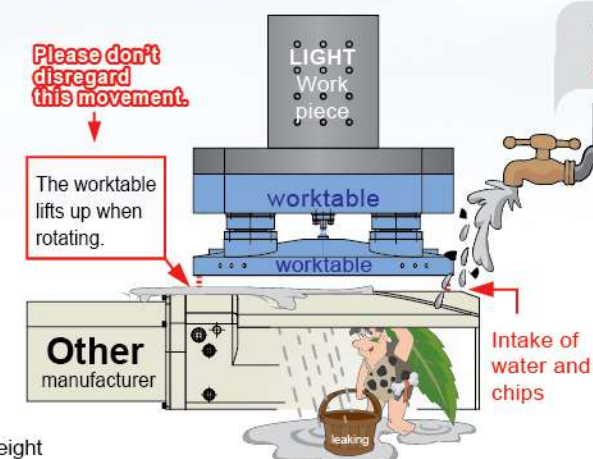 Please don't
disregard
this movement.
LIGHT
Work
piece
The worktable
lifts up when
rotating.
worktable
worktable
Other
manufacturer
Intake of
water and
chips
leaking
eight